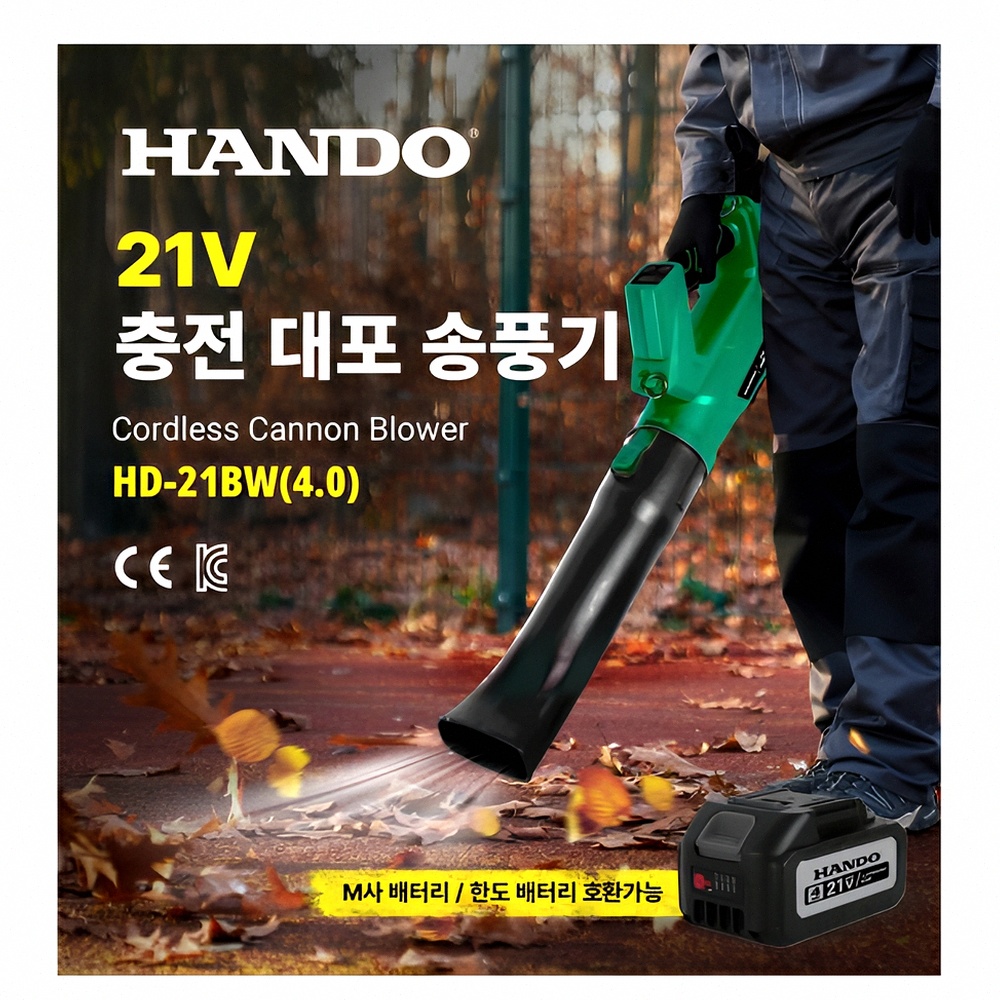 HANDO®
21V
충전 대포 송풍기
Cordless Cannon Blower
HD-21BW(4.0)
CE
M사 배터리 / 한도 배터리 호환가능
HANDO
4 21V